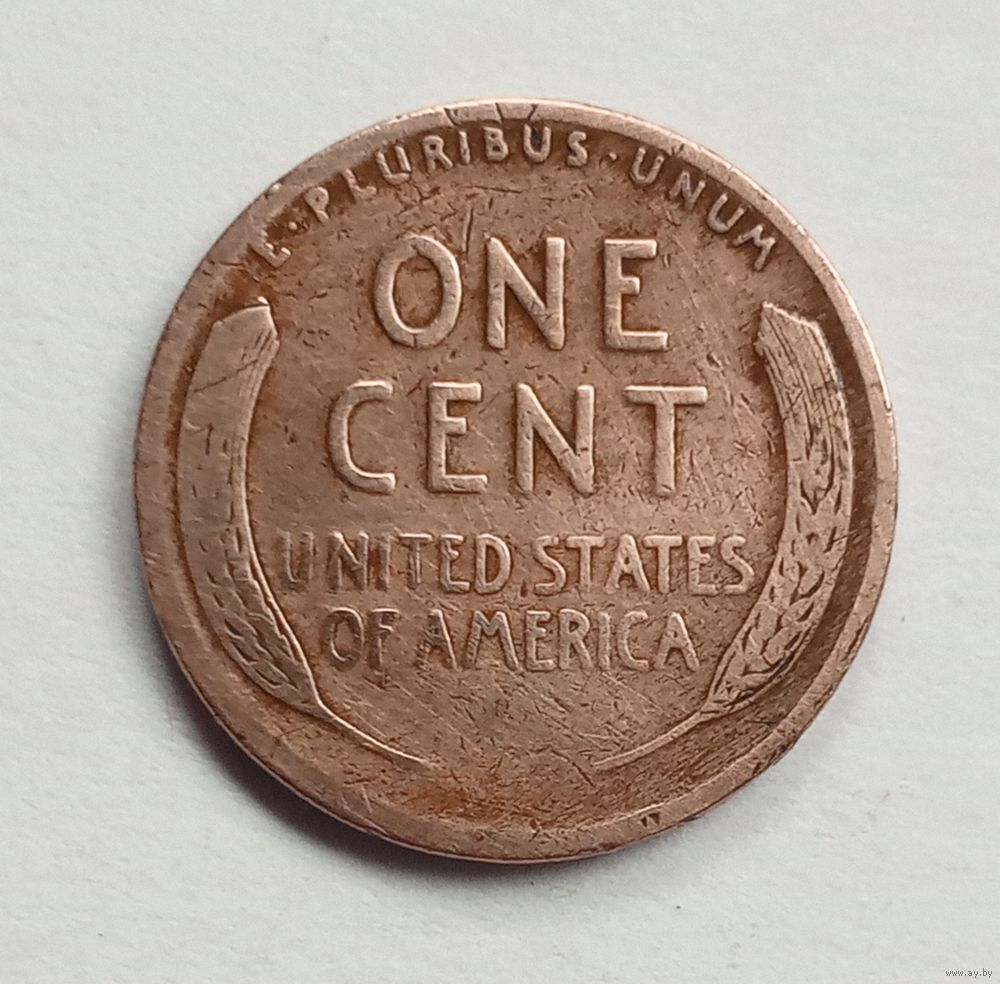 E·PLURIBUS·UNUM
ONE
CENT
UNITED STATES
OF AMERICA
www.ay.by